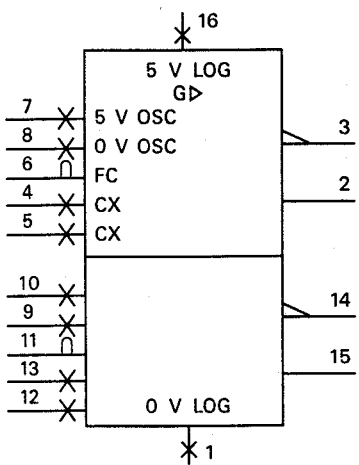 16
5 V LOG
G▷
7 5 V OSC 3
8 0 V OSC
6 FC 2
4 CX
5 CX
10 14
9
11 15
13
12 0 V LOG
1